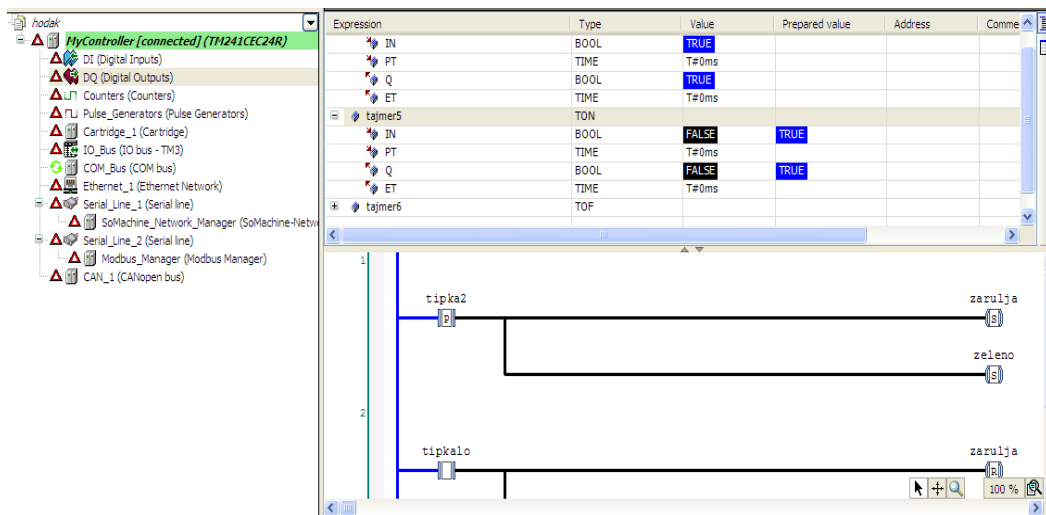 hodak
MyController [connected] (TM241CEC24R)
DI (Digital Inputs)
DQ (Digital Outputs)
Counters (Counters)
Pulse_Generators (Pulse Generators)
Cartridge_1 (Cartridge)
IO_Bus (IO bus - TM3)
COM_Bus (COM bus)
Ethernet_1 (Ethernet Network)
Serial_Line_1 (Serial line)
SoMachine_Network_Manager (SoMachine-Netw
Serial_Line_2 (Serial line)
Modbus_Manager (Modbus Manager)
CAN_1 (CANopen bus)
Expression Type Value Prepared value Address Comme
IN BOOL TRUE
PT TIME T#0ms
Q BOOL TRUE
ET TIME T#0ms
tajmer5 TON
IN BOOL FALSE TRUE
PT TIME T#0ms
Q BOOL FALSE TRUE
ET TIME T#0ms
tajmer6 TOF
1
tipka2 zarulja
P S
zeleno
S
2
tipkalo zarulja
R
100 %